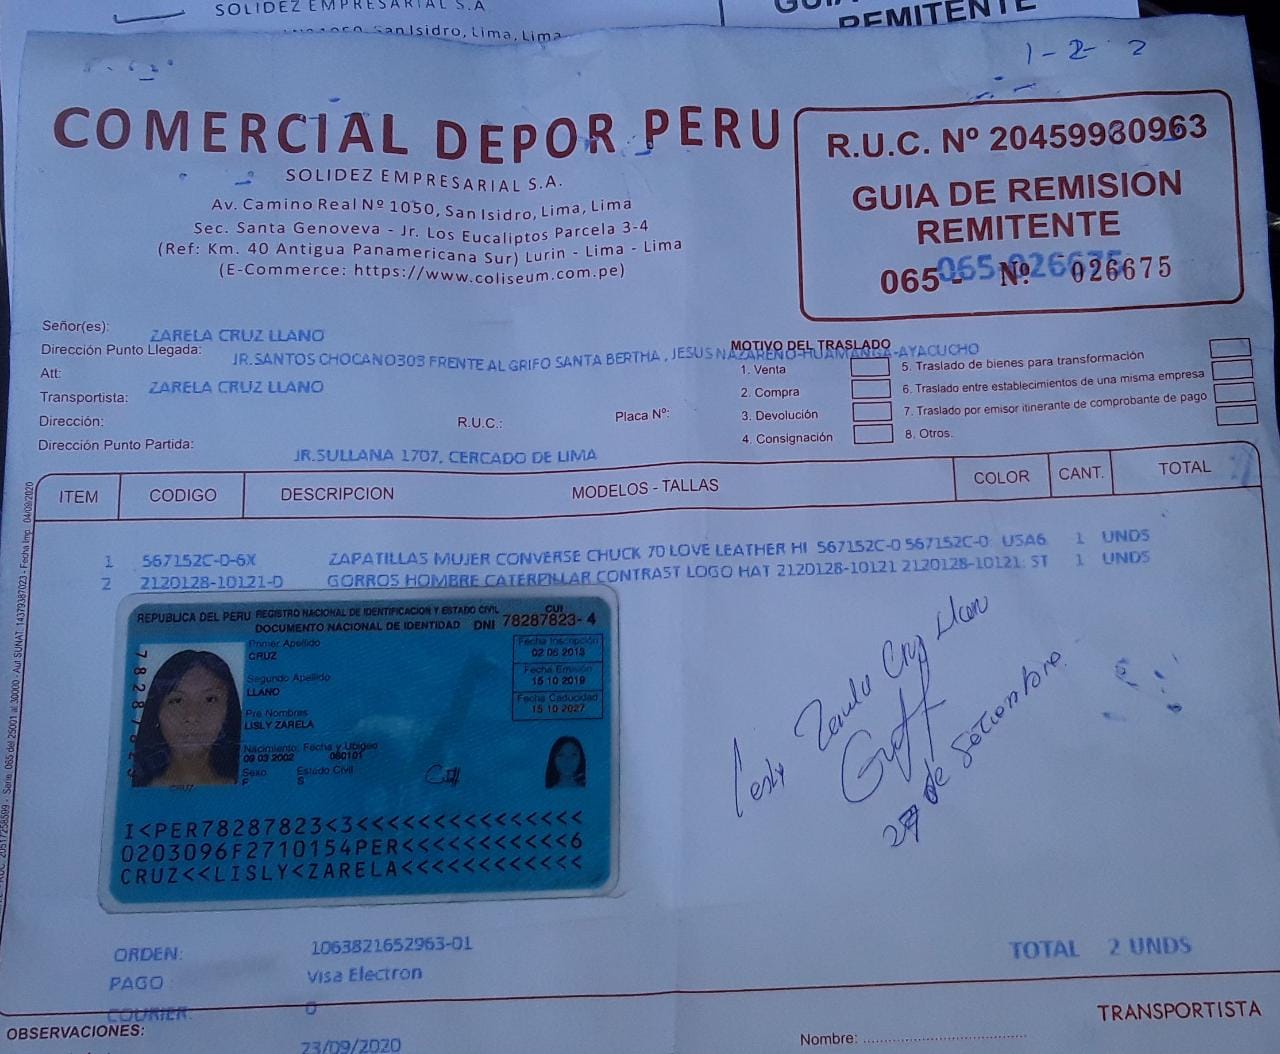 SOLIDEZ EMPRESARIAL S.A.
San Isidro, Lima, Lima
REMITENTE
1-2- 2
COMERCIAL DEPOR PERU
SOLIDEZ EMPRESARIAL S.A.
Av. Camino Real Nº 1050, San Isidro, Lima, Lima
Sec. Santa Genoveva - Jr. Los Eucaliptos Parcela 3-4
(Ref: Km. 40 Antigua Panamericana Sur) Lurin - Lima - Lima
(E-Commerce: https://www.coliseum.com.pe)
R.U.C. Nº 20459980963
GUIA DE REMISION
REMITENTE
065 - Nº 026675
065-026675
Señor(es): ZARELA CRUZ LLANO
Dirección Punto Llegada: JR.SANTOS CHOCANO303 FRENTE AL GRIFO SANTA BERTHA , JESUS NAZARENO-HUAMANGA-AYACUCHO
Att: ZARELA CRUZ LLANO
Transportista:
Dirección: R.U.C.: Placa Nº:
Dirección Punto Partida: JR.SULLANA 1707, CERCADO DE LIMA
MOTIVO DEL TRASLADO
1. Venta
2. Compra
3. Devolución
4. Consignación
5. Traslado de bienes para transformación
6. Traslado entre establecimientos de una misma empresa
7. Traslado por emisor itinerante de comprobante de pago
8. Otros.
ITEM CODIGO DESCRIPCION MODELOS - TALLAS COLOR CANT. TOTAL
1 567152C-0-6X ZAPATILLAS MUJER CONVERSE CHUCK 70 LOVE LEATHER HI 567152C-0 567152C-0: USA6 1 UNDS
2 2120128-10121-0 GORROS HOMBRE CATERPILLAR CONTRAST LOGO HAT 2120128-10121 2120128-10121: ST 1 UNDS
REPUBLICA DEL PERU REGISTRO NACIONAL DE IDENTIFICACION Y ESTADO CIVIL CUI
DOCUMENTO NACIONAL DE IDENTIDAD DNI 78287823-4
Primer Apellido
CRUZ
Segundo Apellido
LLANO
Pre Nombres
LISLY ZARELA
Nacimiento: Fecha y Ubigeo
09 03 2002 050101
Sexo Estado Civil
F S
Fecha Inscripción
02 08 2013
Fecha Emisión
15 10 2019
Fecha Caducidad
15 10 2027
78287823
CRUZ
I<PER78287823<3<<<<<<<<<<<<<<<
0203096F2710154PER<<<<<<<<<<<6
CRUZ<<LISLY<ZARELA<<<<<<<<<<<<
Lisly Zarela Cruz Llano
27 de Setiembre
ORDEN: 1063821652963-01
PAGO : Visa Electron
COURIER: 0
TOTAL 2 UNDS
OBSERVACIONES:
23/09/2020
TRANSPORTISTA
Nombre: